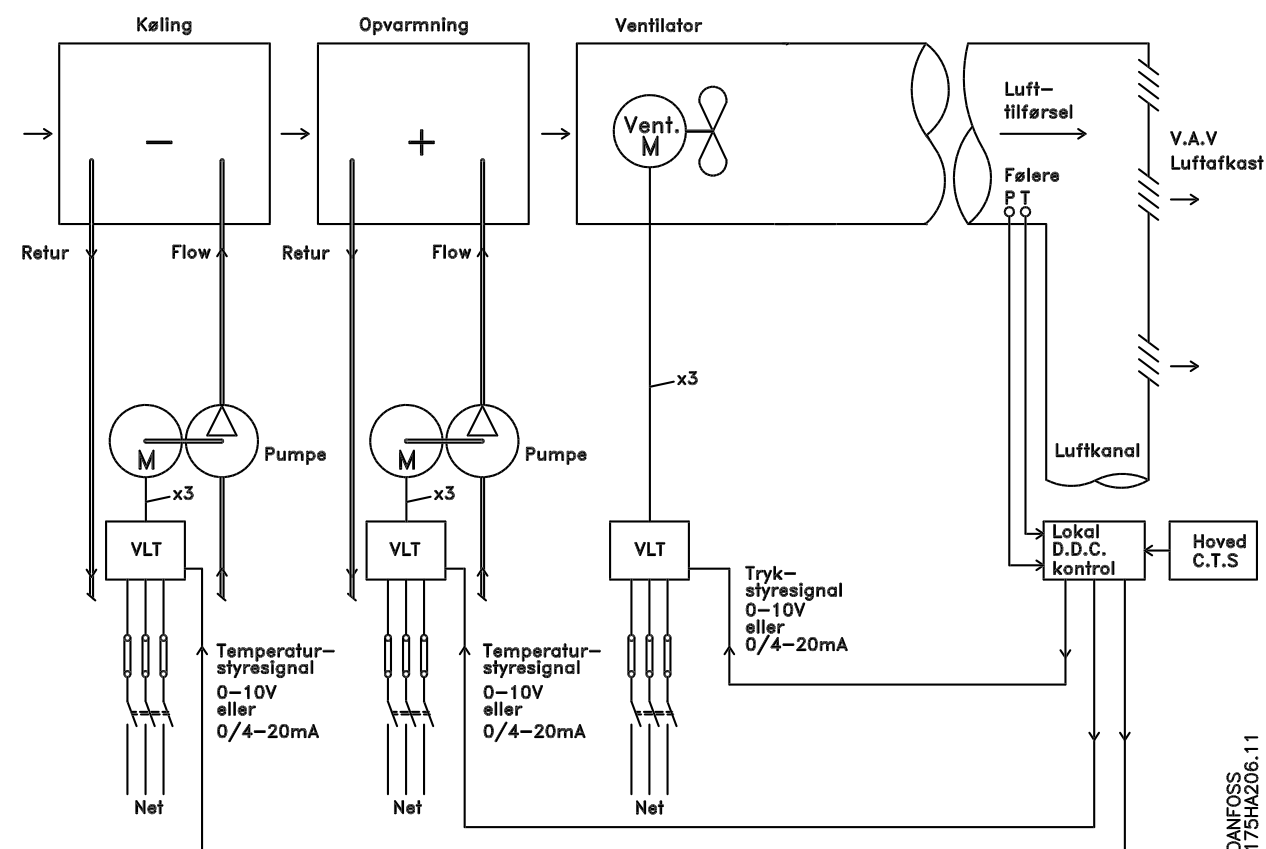 Køling
Opvarmning
Ventilator
Vent.
M
Luft–
tilførsel
V.A.V
Luftafkast
Følere
P T
Retur
Flow
Retur
Flow
x3
M
Pumpe
M
Pumpe
Luftkanal
x3
x3
VLT
VLT
VLT
Lokal
D.D.C.
kontrol
Hoved
C.T.S
Tryk–
styresignal
0–10V
eller
0/4–20mA
Temperatur–
styresignal
0–10V
eller
0/4–20mA
Temperatur–
styresignal
0–10V
eller
0/4–20mA
Net
Net
Net
DANFOSS
175HA206.11